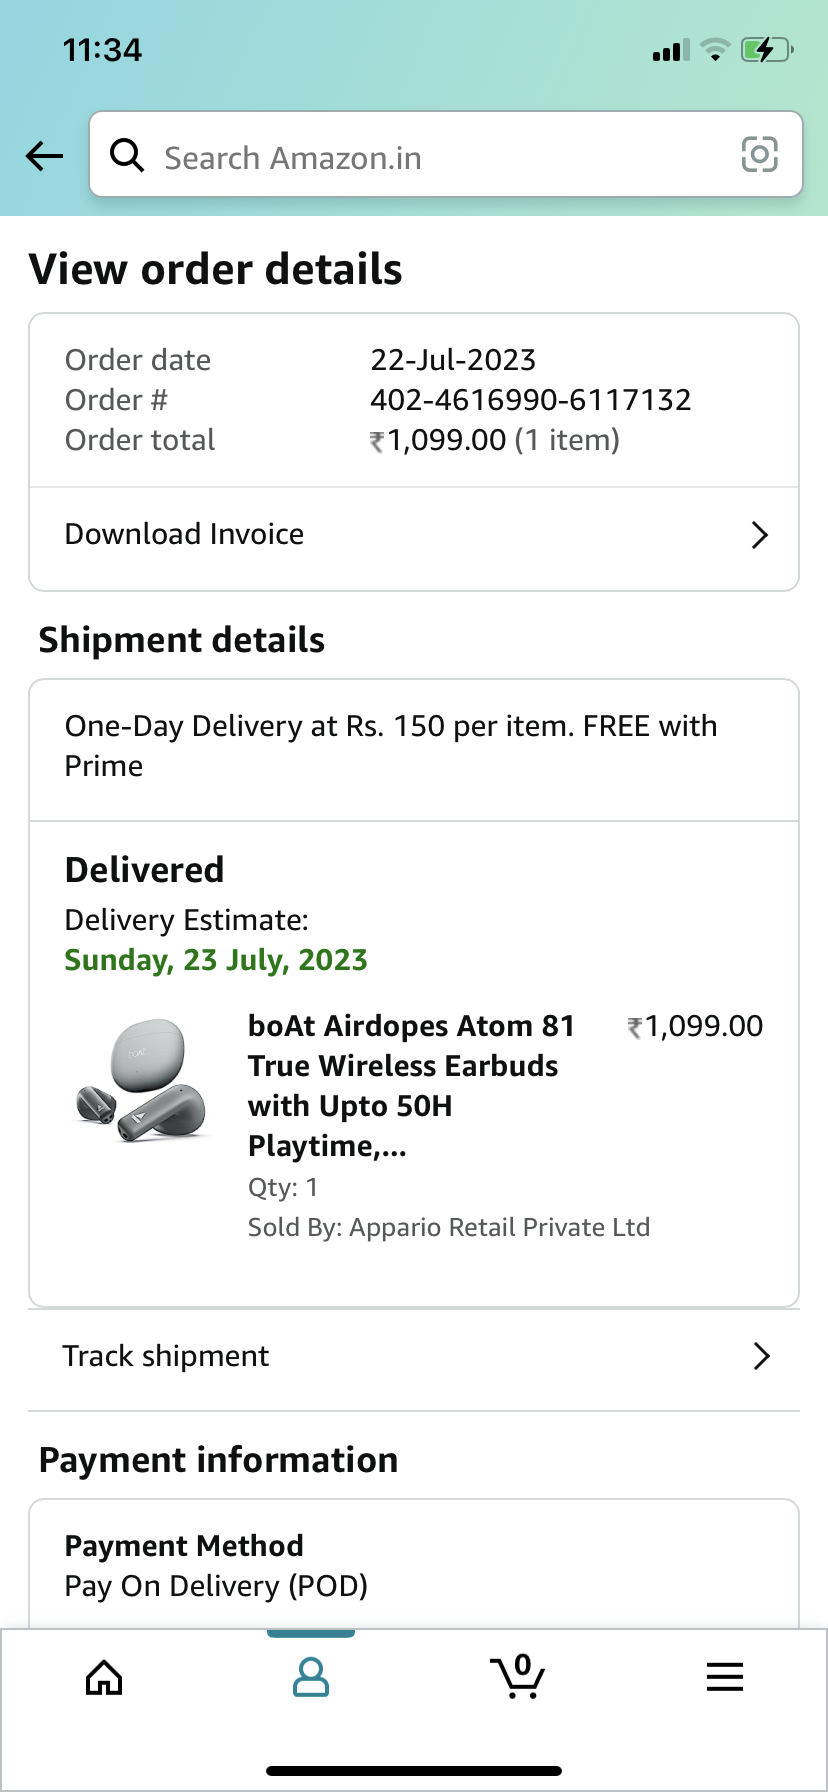 11:34
Search Amazon.in
View order details
Order date 22-Jul-2023
Order # 402-4616990-6117132
Order total ₹1,099.00 (1 item)
Download Invoice
Shipment details
One-Day Delivery at Rs. 150 per item. FREE with
Prime
Delivered
Delivery Estimate:
Sunday, 23 July, 2023
boAt Airdopes Atom 81 ₹1,099.00
True Wireless Earbuds
with Upto 50H
Playtime,...
Qty: 1
Sold By: Appario Retail Private Ltd
Track shipment
Payment information
Payment Method
Pay On Delivery (POD)
0